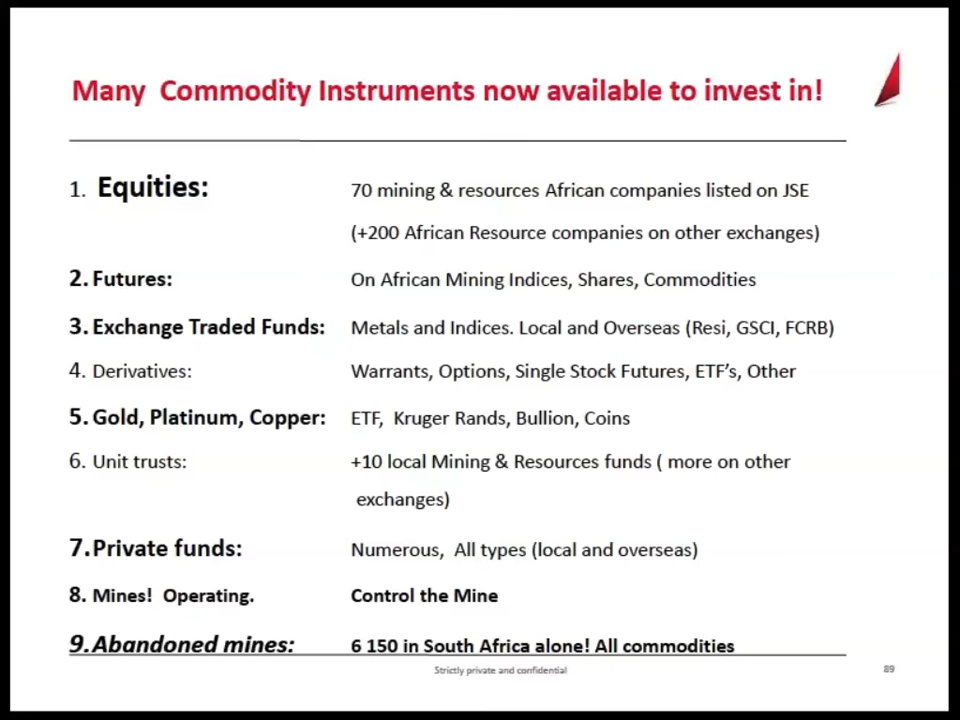 Many Commodity Instruments now available to invest in!
1. Equities: 70 mining & resources African companies listed on JSE
(+200 African Resource companies on other exchanges)
2. Futures: On African Mining Indices, Shares, Commodities
3. Exchange Traded Funds: Metals and Indices. Local and Overseas (Resi, GSCI, FCRB)
4. Derivatives: Warrants, Options, Single Stock Futures, ETF’s, Other
5. Gold, Platinum, Copper: ETF, Kruger Rands, Bullion, Coins
6. Unit trusts: +10 local Mining & Resources funds ( more on other
exchanges)
7. Private funds: Numerous, All types (local and overseas)
8. Mines! Operating. Control the Mine
9. Abandoned mines: 6 150 in South Africa alone! All commodities
Strictly private and confidential 89